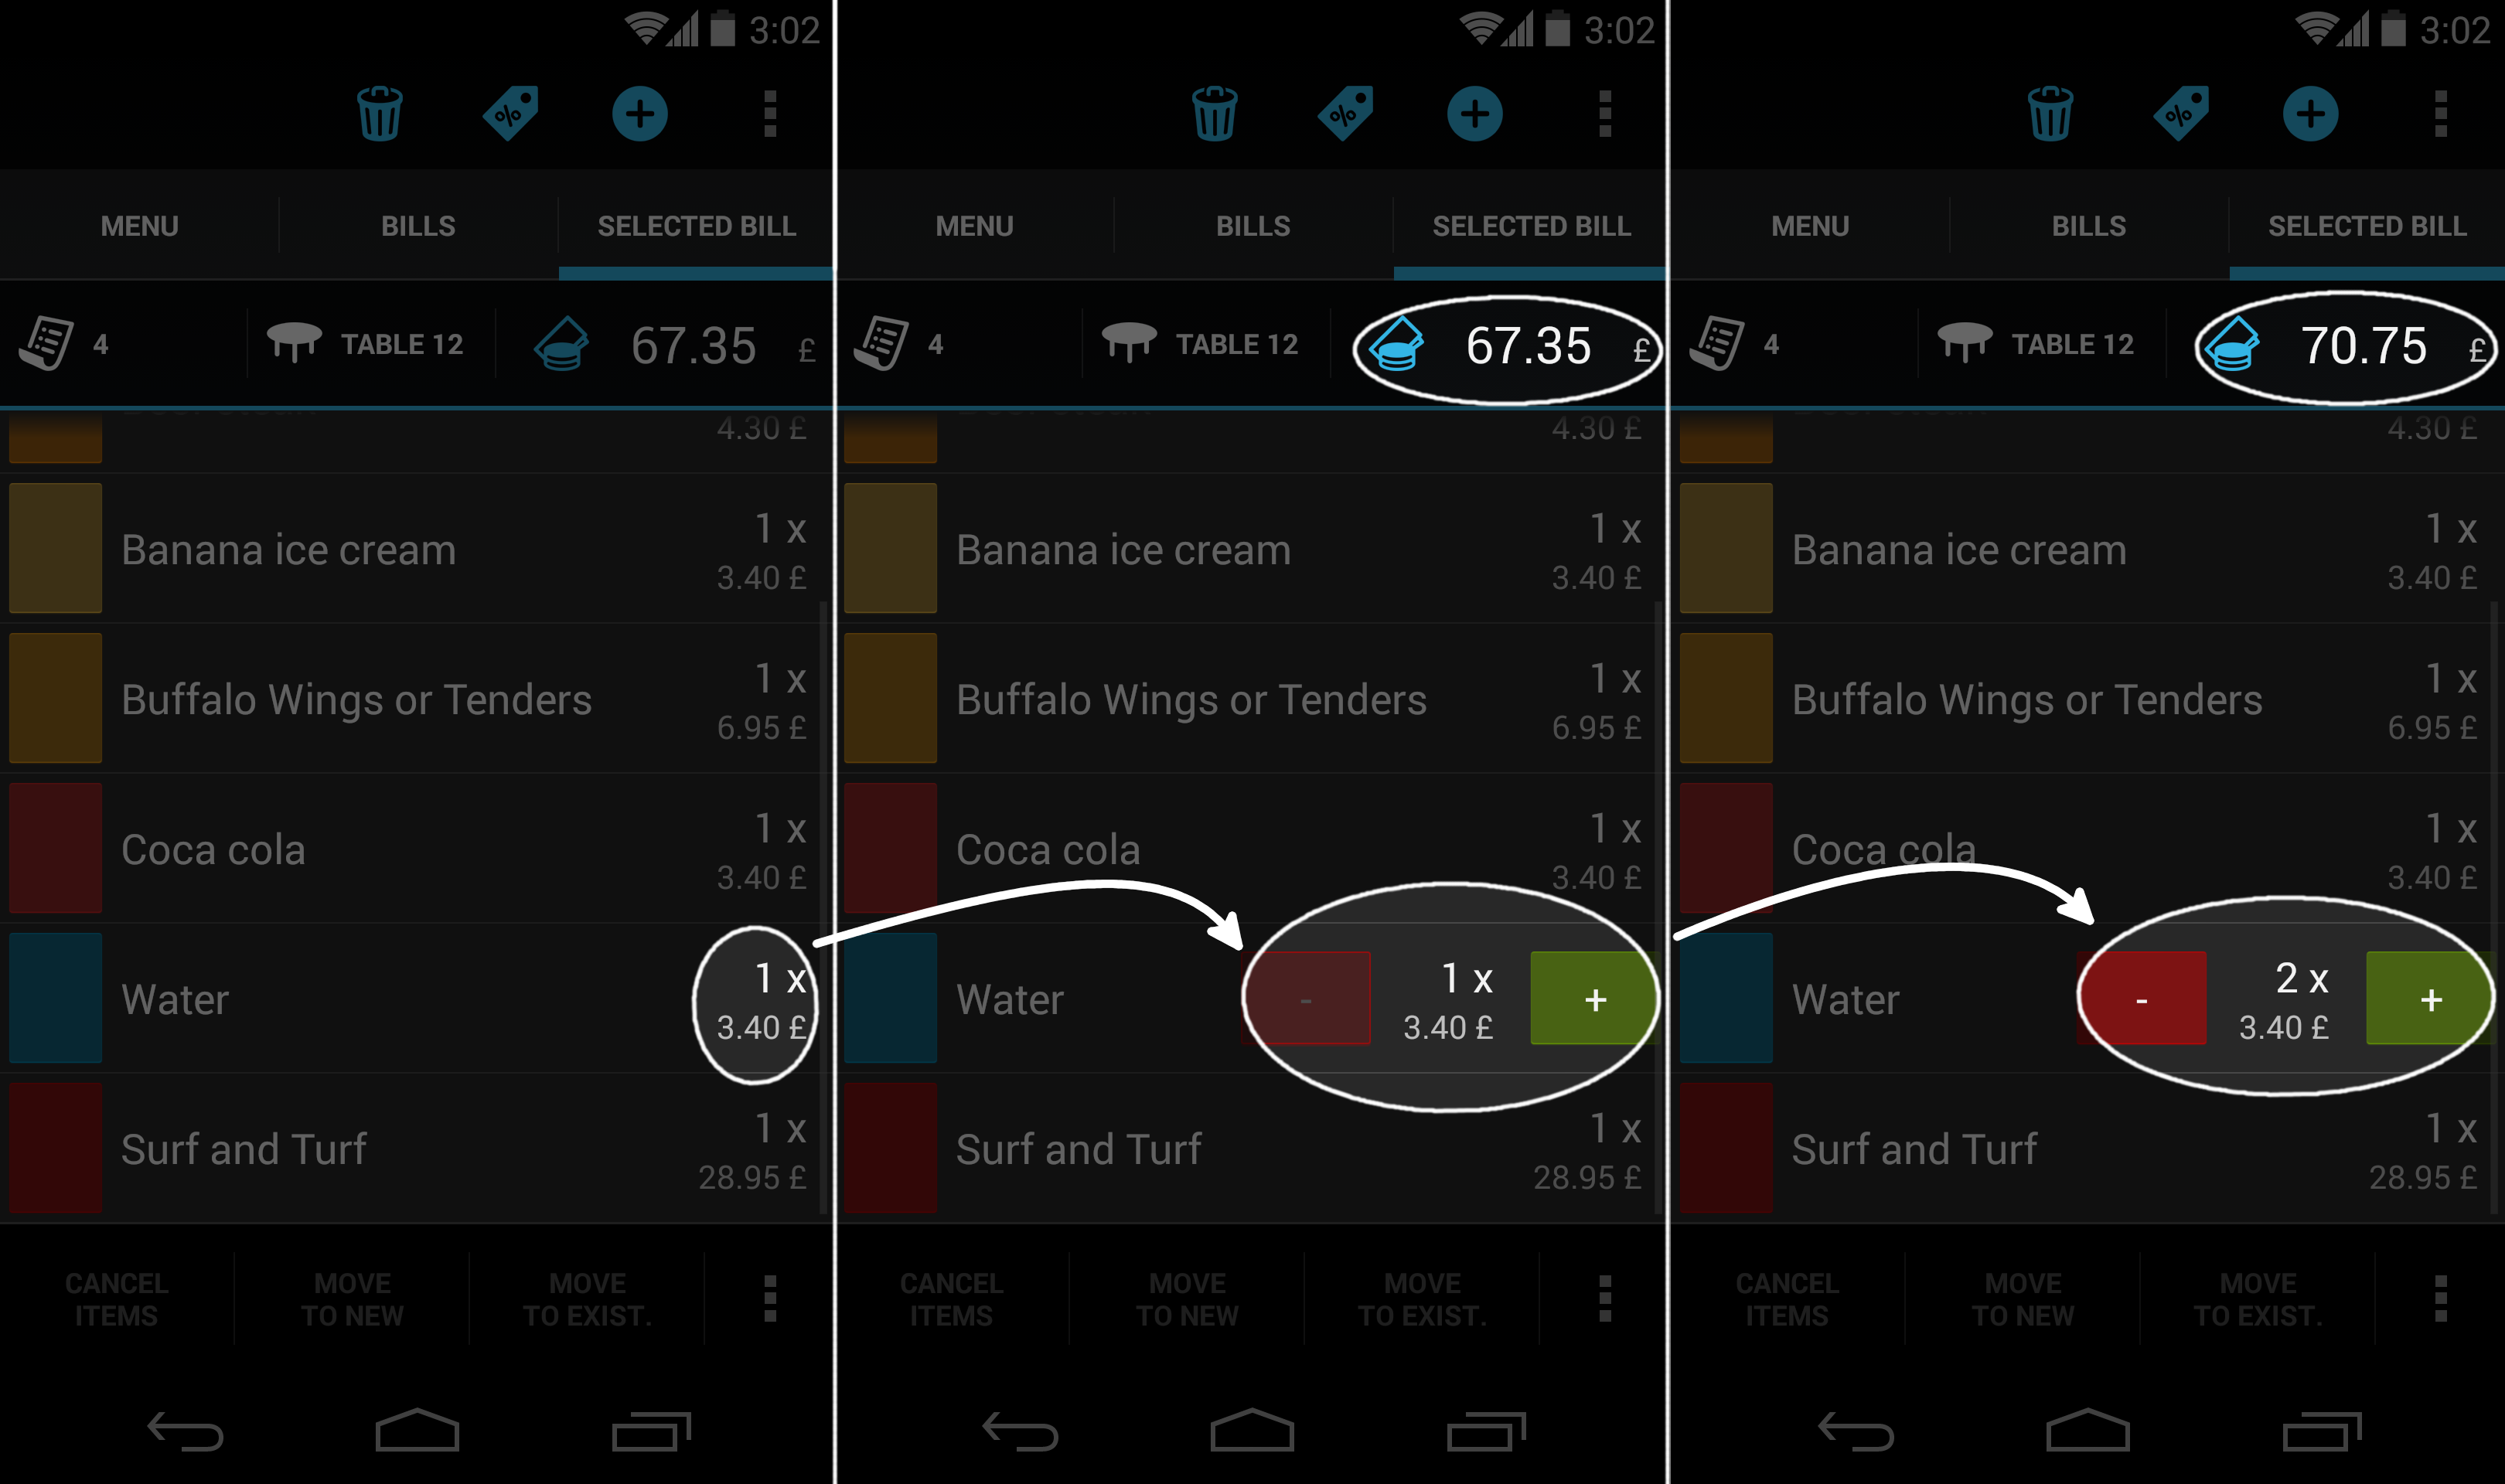 3:02
MENU
BILLS
SELECTED BILL
4
TABLE 12
67.35 £
4.30 £
Banana ice cream
1 x
3.40 £
Buffalo Wings or Tenders
1 x
6.95 £
Coca cola
1 x
3.40 £
Water
1 x
3.40 £
Surf and Turf
1 x
28.95 £
CANCEL
ITEMS
MOVE
TO NEW
MOVE
TO EXIST.
3:02
MENU
BILLS
SELECTED BILL
4
TABLE 12
67.35 £
4.30 £
Banana ice cream
1 x
3.40 £
Buffalo Wings or Tenders
1 x
6.95 £
Coca cola
1 x
3.40 £
Water
-
1 x
3.40 £
+
Surf and Turf
1 x
28.95 £
CANCEL
ITEMS
MOVE
TO NEW
MOVE
TO EXIST.
3:02
MENU
BILLS
SELECTED BILL
4
TABLE 12
70.75 £
4.30 £
Banana ice cream
1 x
3.40 £
Buffalo Wings or Tenders
1 x
6.95 £
Coca cola
1 x
3.40 £
Water
-
2 x
3.40 £
+
Surf and Turf
1 x
28.95 £
CANCEL
ITEMS
MOVE
TO NEW
MOVE
TO EXIST.